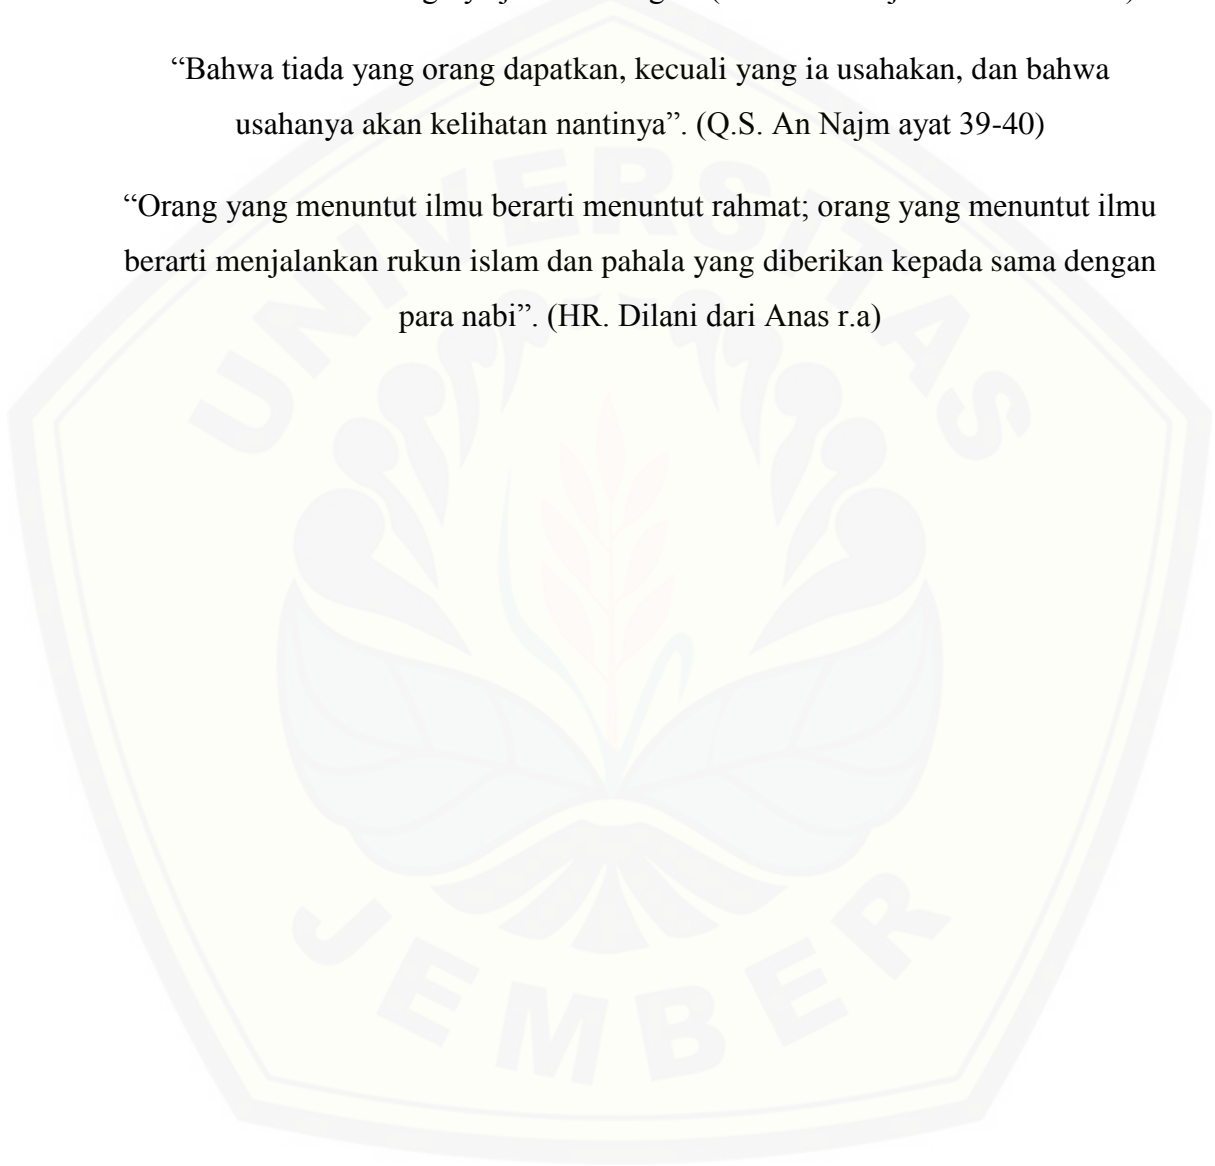 “Bahwa tiada yang orang dapatkan, kecuali yang ia usahakan, dan bahwa
usahanya akan kelihatan nantinya”. (Q.S. An Najm ayat 39-40)
“Orang yang menuntut ilmu berarti menuntut rahmat; orang yang menuntut ilmu
berarti menjalankan rukun islam dan pahala yang diberikan kepada sama dengan
para nabi”. (HR. Dilani dari Anas r.a)
UNIVERSITAS
JEMBER